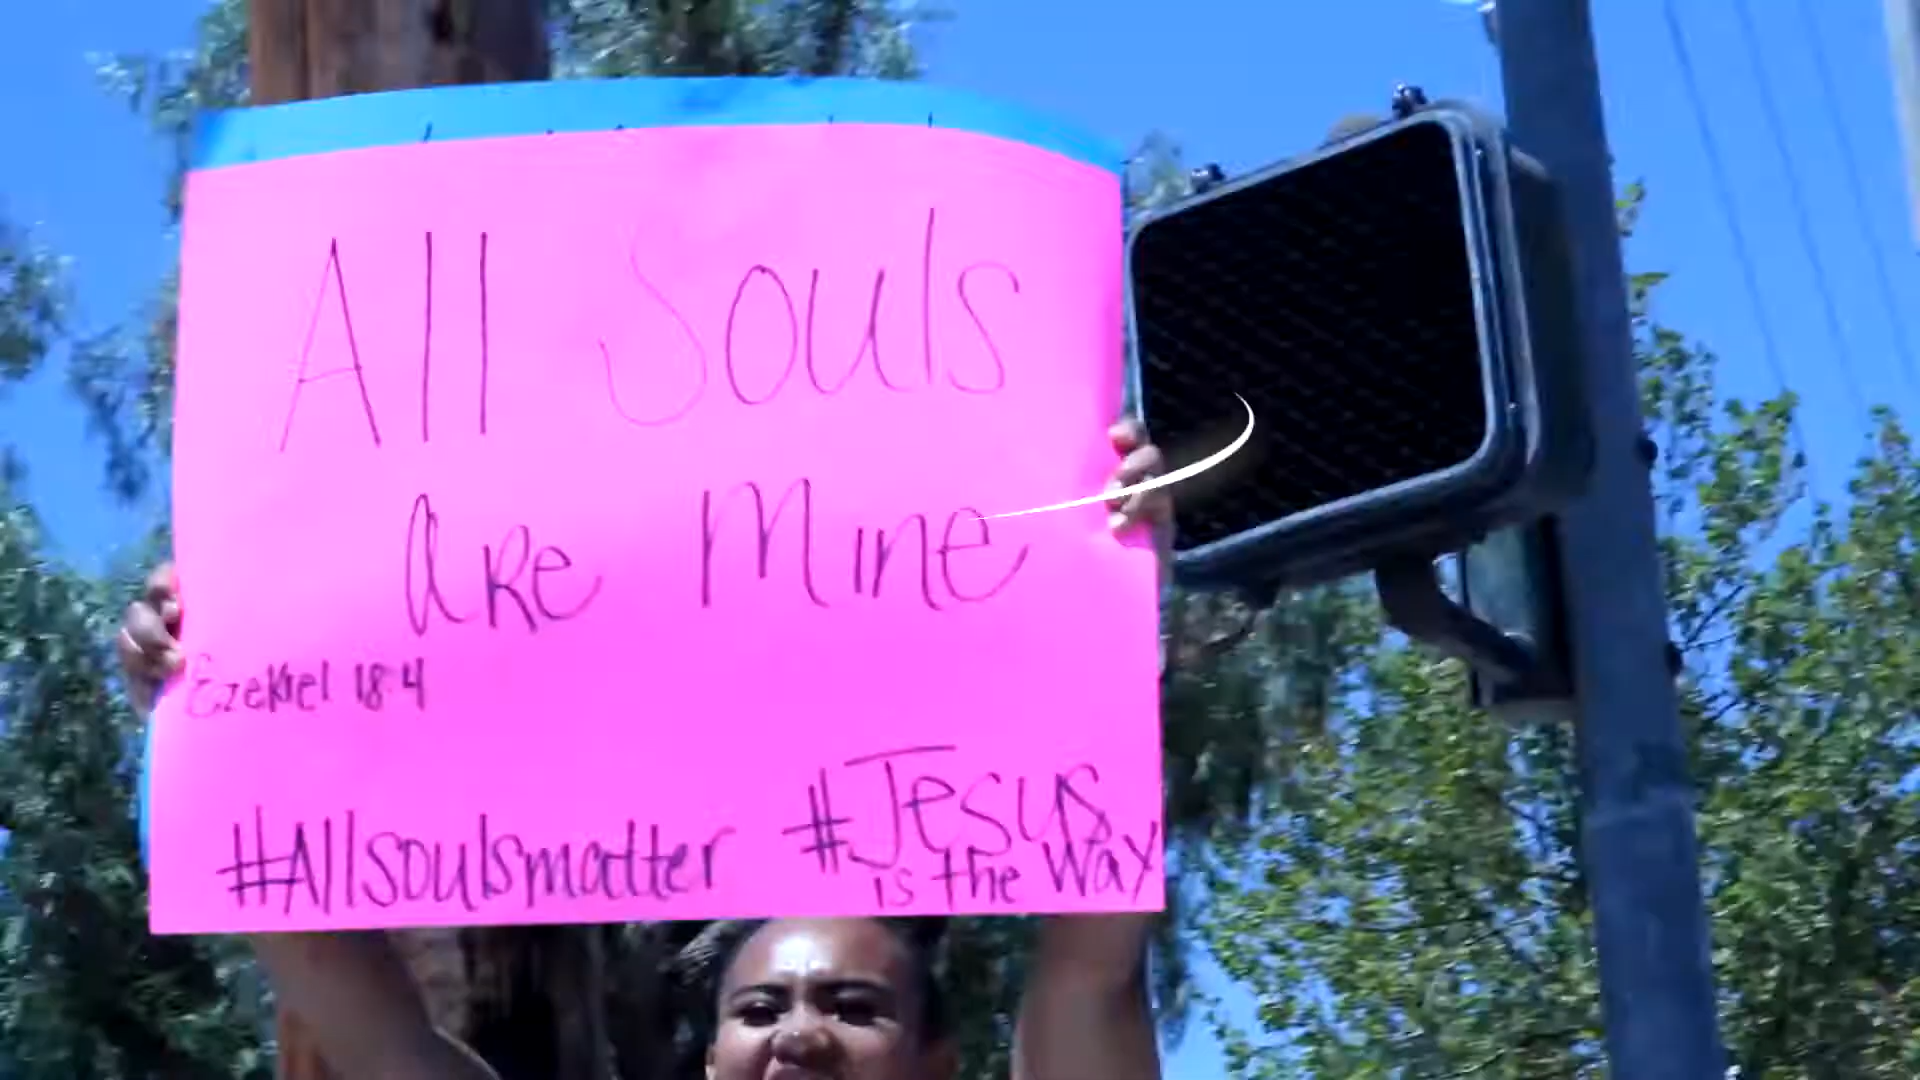 All Souls
are Mine
Ezekiel 18:4
#Allsoulsmatter #Jesus
is the Way